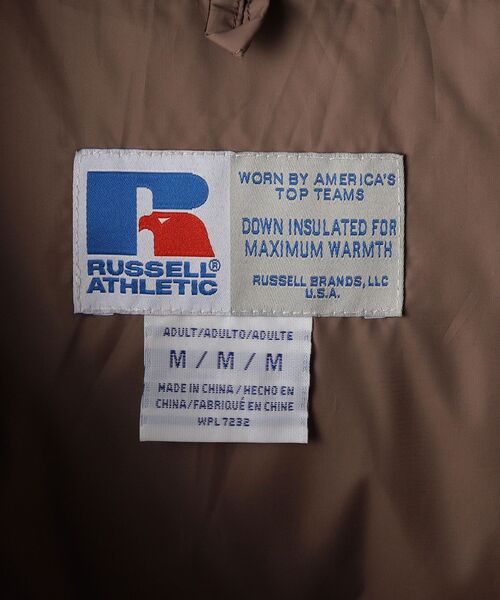 RUSSELL®
ATHLETIC
WORN BY AMERICA'S
TOP TEAMS
DOWN INSULATED FOR
MAXIMUM WARMTH
RUSSELL BRANDS, LLC
U.S.A.
ADULT/ADULTO/ADULTE
M / M / M
MADE IN CHINA / HECHO EN
CHINA/FABRIQUÉ EN CHINE
WPL 7232